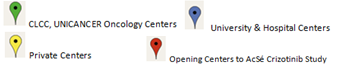 CLCC, UNICANCER Oncology Centers
University & Hospital Centers
Private Centers
Opening Centers to AcSé Crizotinib Study